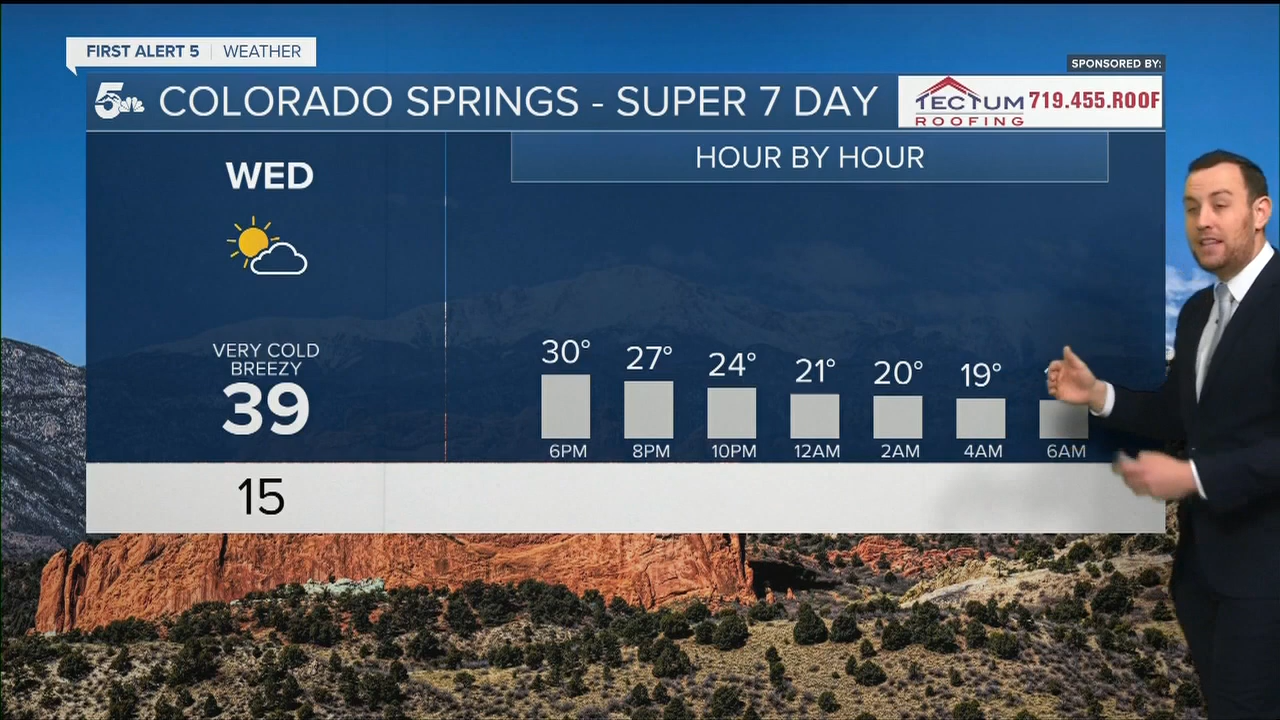 FIRST ALERT 5 | WEATHER
SPONSORED BY:
5 COLORADO SPRINGS - SUPER 7 DAY
TECTUM 719.455.ROOF
ROOFING
WED
HOUR BY HOUR
VERY COLD
BREEZY
39
30° 27° 24° 21° 20° 19°
6PM 8PM 10PM 12AM 2AM 4AM 6AM
15